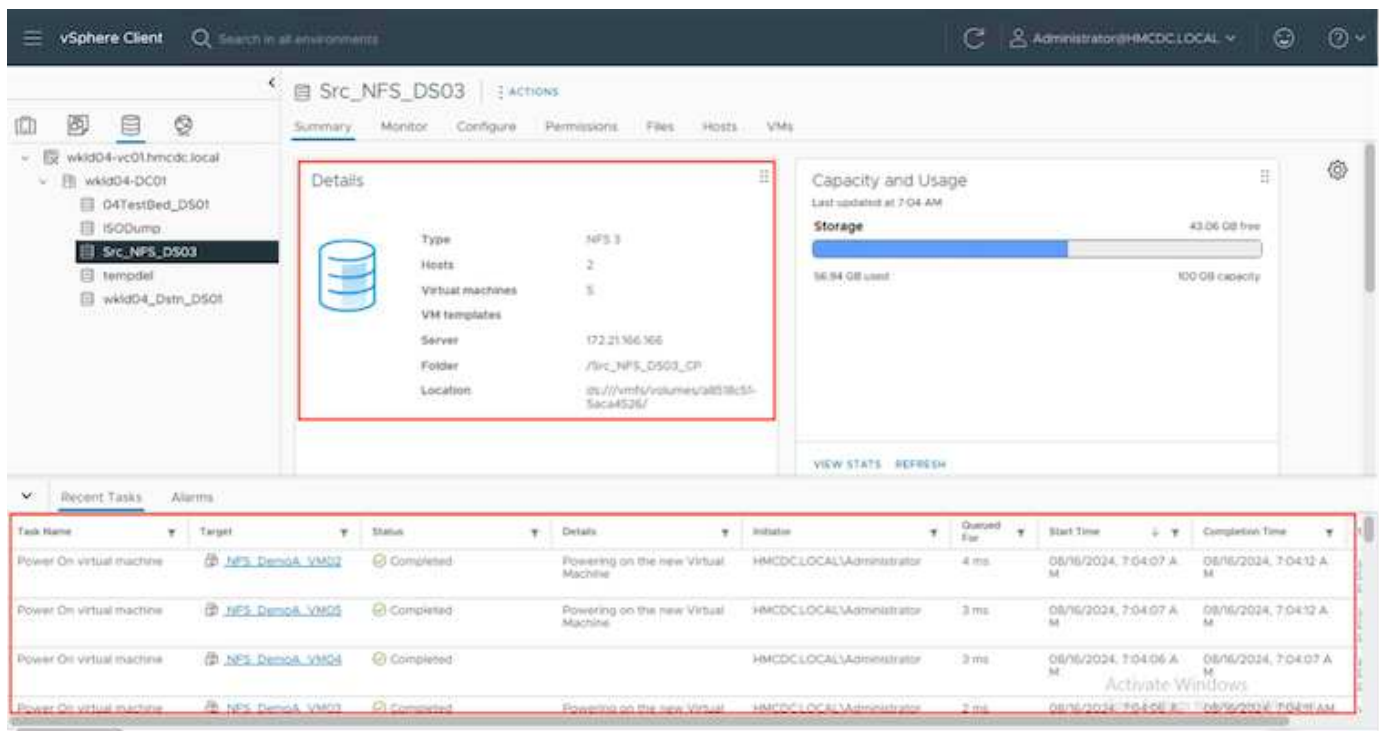 vSphere Client Search in all environments Administrator@HMCDC.LOCAL
Src_NFS_DS03 ACTIONS
Summary Monitor Configure Permissions Files Hosts VMs
wkld04-vc01.hmcdc.local
wkld04-DC01
04TestBed_DS01
ISODump
Src_NFS_DS03
tempdel
wkld04_Dstn_DS01
Details
Type NFS 3
Hosts 2
Virtual machines 5
VM templates
Server 172.21.166.166
Folder /Src_NFS_DS03_CP
Location ds:///vmfs/volumes/a8518c51-
5aca4526/
Capacity and Usage
Last updated at 7:04 AM
Storage 43.06 GB free
56.94 GB used 100 GB capacity
VIEW STATS REFRESH
Recent Tasks Alarms
Task Name Target Status Details Initiator Queued For Start Time Completion Time
Power On virtual machine _NFS_DemoA_VM02 Completed Powering on the new Virtual HMCDC.LOCAL\Administrator 4 ms 08/16/2024, 7:04:07 A 08/16/2024, 7:04:12 A
Machine M M
Power On virtual machine _NFS_DemoA_VM05 Completed Powering on the new Virtual HMCDC.LOCAL\Administrator 3 ms 08/16/2024, 7:04:07 A 08/16/2024, 7:04:12 A
Machine M M
Power On virtual machine _NFS_DemoA_VM04 Completed HMCDC.LOCAL\Administrator 3 ms 08/16/2024, 7:04:06 A 08/16/2024, 7:04:07 A
M M
Activate Windows
Power On virtual machine _NFS_DemoA_VM03 Completed Powering on the new Virtual HMCDC.LOCAL\Administrator 2 ms